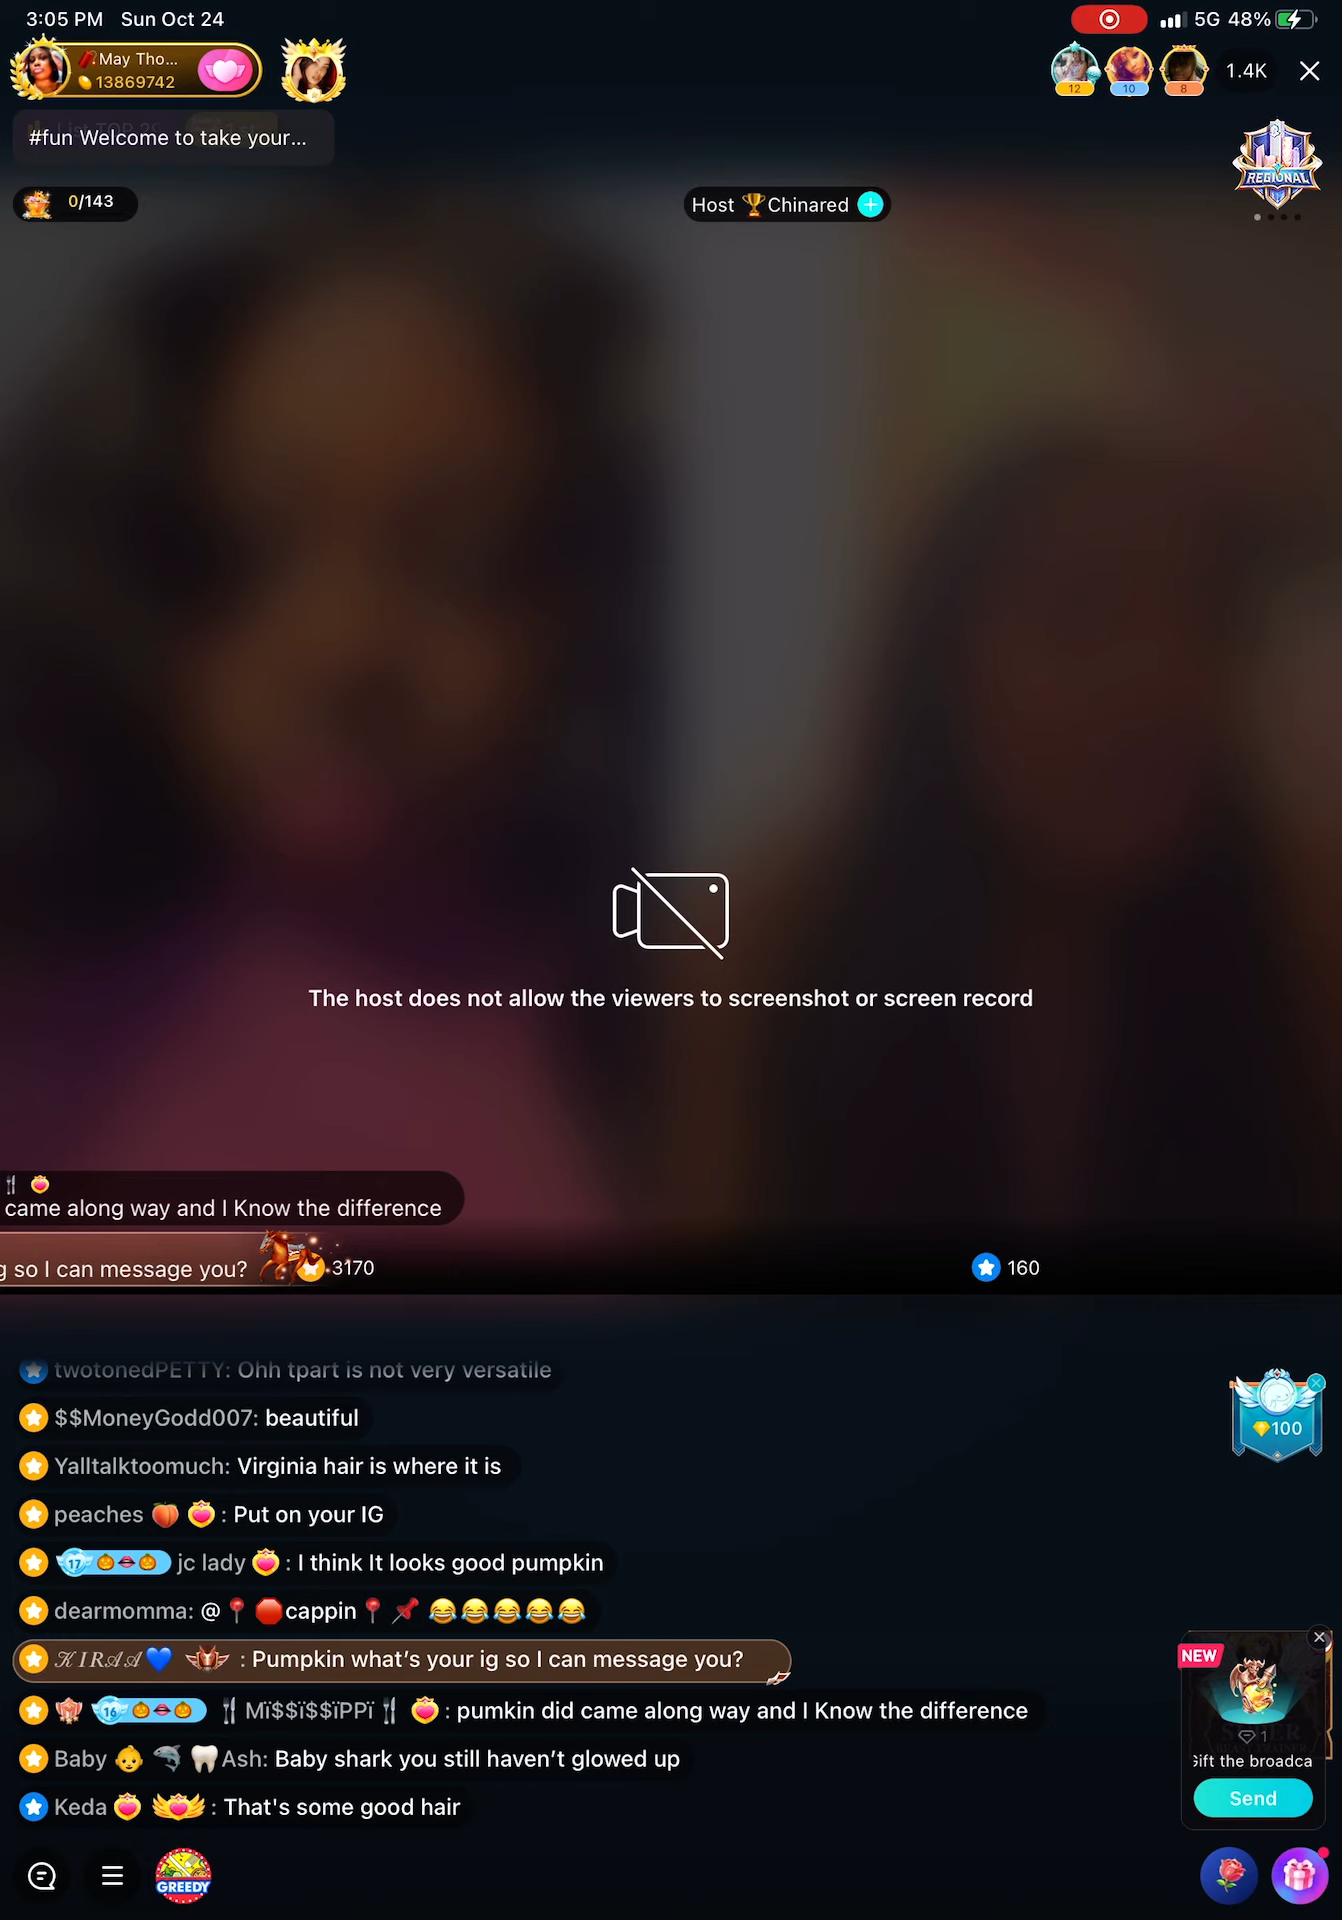 3:05 PM Sun Oct 24
5G 48%
May Tho...
13869742
12
10
8
1.4K
#fun Welcome to take your...
REGIONAL
0/143
Host 🏆Chinared
The host does not allow the viewers to screenshot or screen record
came along way and I Know the difference
g so I can message you?
3170
160
twotonedPETTY: Ohh tpart is not very versatile
$$MoneyGodd007: beautiful
100
Yalltalktoomuch: Virginia hair is where it is
peaches 🍑 : Put on your IG
17 🎃👄🎃 jc lady : I think It looks good pumpkin
dearmomma: @📍🛑cappin📍📌 😂😂😂😂😂
𝒦𝐼𝑅𝒜𝒜💙 : Pumpkin what's your ig so I can message you?
16 🎃👄🎃 🍴Mï$$ï$$ïPPï🍴 : pumkin did came along way and I Know the difference
Baby 👶 🦈 🦷Ash: Baby shark you still haven't glowed up
Keda : That's some good hair
NEW
1
Gift the broadca
Send
GREEDY